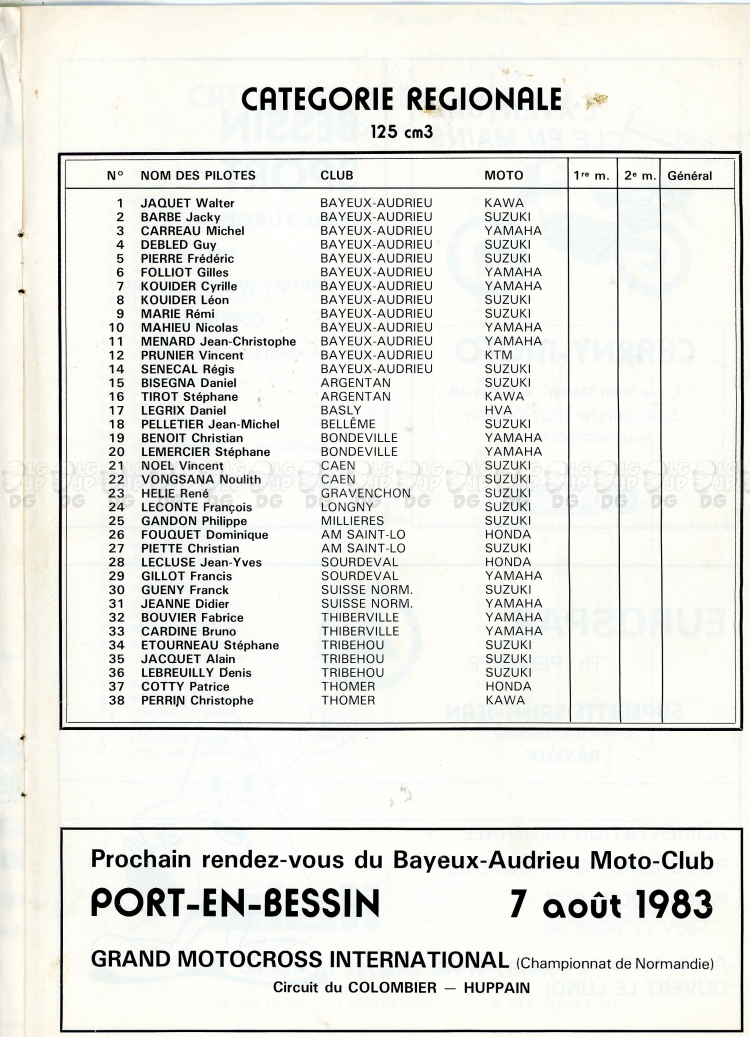 CATEGORIE REGIONALE
125 cm3
N° NOM DES PILOTES CLUB MOTO 1re m. 2e m. Général
1 JAQUET Walter BAYEUX-AUDRIEU KAWA
2 BARBE Jacky BAYEUX-AUDRIEU SUZUKI
3 CARREAU Michel BAYEUX-AUDRIEU YAMAHA
4 DEBLED Guy BAYEUX-AUDRIEU SUZUKI
5 PIERRE Frédéric BAYEUX-AUDRIEU SUZUKI
6 FOLLIOT Gilles BAYEUX-AUDRIEU YAMAHA
7 KOUIDER Cyrille BAYEUX-AUDRIEU YAMAHA
8 KOUIDER Léon BAYEUX-AUDRIEU SUZUKI
9 MARIE Rémi BAYEUX-AUDRIEU SUZUKI
10 MAHIEU Nicolas BAYEUX-AUDRIEU YAMAHA
11 MENARD Jean-Christophe BAYEUX-AUDRIEU YAMAHA
12 PRUNIER Vincent BAYEUX-AUDRIEU KTM
14 SENECAL Régis BAYEUX-AUDRIEU SUZUKI
15 BISEGNA Daniel ARGENTAN SUZUKI
16 TIROT Stéphane ARGENTAN KAWA
17 LEGRIX Daniel BASLY HVA
18 PELLETIER Jean-Michel BELLÊME SUZUKI
19 BENOIT Christian BONDEVILLE YAMAHA
20 LEMERCIER Stéphane BONDEVILLE YAMAHA
21 NOEL Vincent CAEN SUZUKI
22 VONGSANA Noulith CAEN SUZUKI
23 HELIE René GRAVENCHON SUZUKI
24 LECONTE François LONGNY SUZUKI
25 GANDON Philippe MILLIERES SUZUKI
26 FOUQUET Dominique AM SAINT-LO HONDA
27 PIETTE Christian AM SAINT-LO SUZUKI
28 LECLUSE Jean-Yves SOURDEVAL HONDA
29 GILLOT Francis SOURDEVAL YAMAHA
30 GUENY Franck SUISSE NORM. SUZUKI
31 JEANNE Didier SUISSE NORM. YAMAHA
32 BOUVIER Fabrice THIBERVILLE YAMAHA
33 CARDINE Bruno THIBERVILLE YAMAHA
34 ETOURNEAU Stéphane TRIBEHOU SUZUKI
35 JACQUET Alain TRIBEHOU SUZUKI
36 LEBREUILLY Denis TRIBEHOU SUZUKI
37 COTTY Patrice THOMER HONDA
38 PERRIN Christophe THOMER KAWA
Prochain rendez-vous du Bayeux-Audrieu Moto-Club
PORT-EN-BESSIN 7 août 1983
GRAND MOTOCROSS INTERNATIONAL (Championnat de Normandie)
Circuit du COLOMBIER — HUPPAIN